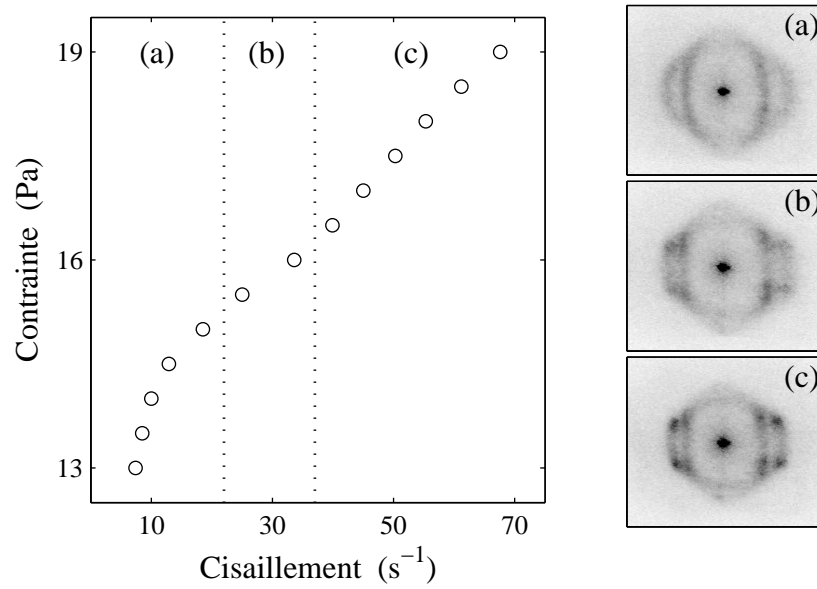 (a) (b) (c)
19
16
13
10 30 50 70
Contrainte (Pa)
Cisaillement (s⁻¹)
(a)
(b)
(c)